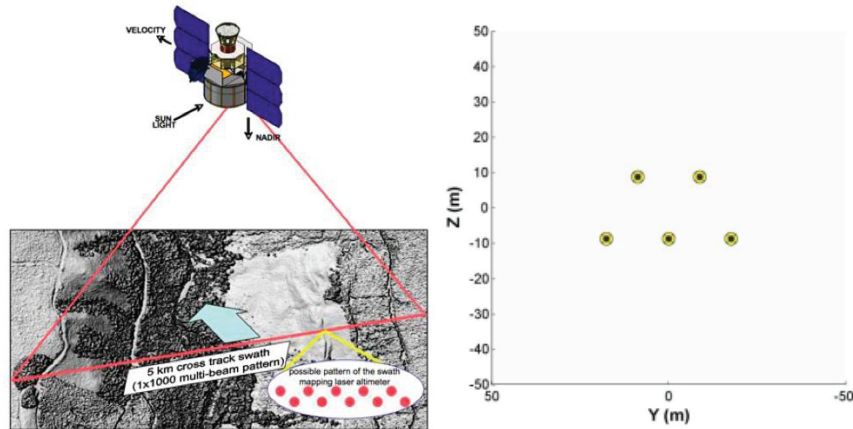 VELOCITY
SUN
LIGHT
NADIR
5 km cross track swath
(1x1000 multi-beam pattern)
possible pattern of the swath
mapping laser altimeter
50
40
30
20
10
0
-10
-20
-30
-40
-50
Z (m)
50
0
-50
Y (m)